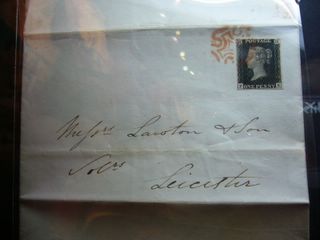 POSTAGE
ONE PENNY
Messrs Lawton & Son
Solrs
Leicester